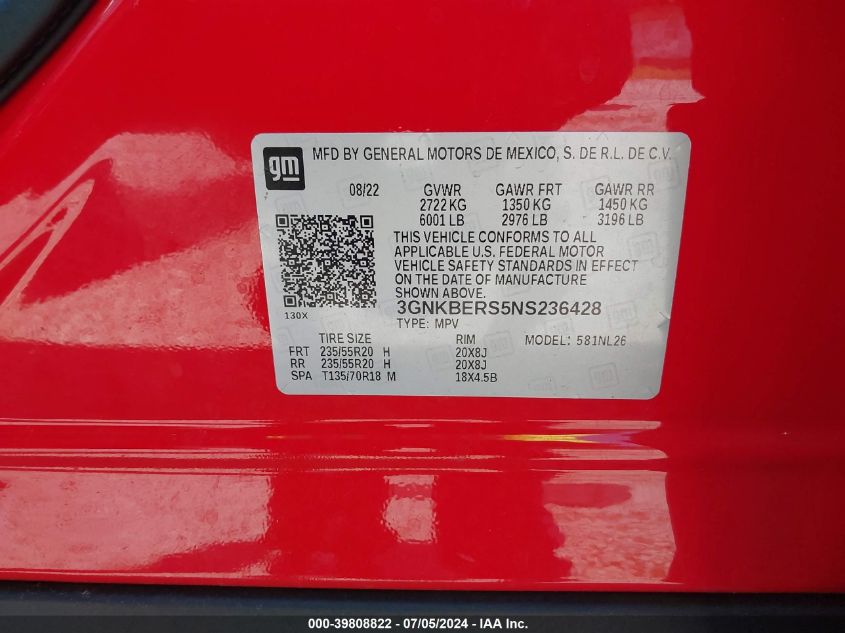 gm
MFD BY GENERAL MOTORS DE MEXICO, S. DE R.L. DE C.V.
08/22 GVWR GAWR FRT GAWR RR
2722 KG 1350 KG 1450 KG
6001 LB 2976 LB 3196 LB
THIS VEHICLE CONFORMS TO ALL
APPLICABLE U.S. FEDERAL MOTOR
VEHICLE SAFETY STANDARDS IN EFFECT
ON THE DATE OF MANUFACTURE
SHOWN ABOVE.
130X
3GNKBERS5NS236428
TYPE: MPV
TIRE SIZE RIM MODEL: 581NL26
FRT 235/55R20 H 20X8J
RR 235/55R20 H 20X8J
SPA T135/70R18 M 18X4.5B
000-39808822 / 07/05/2024 - IAA Inc.